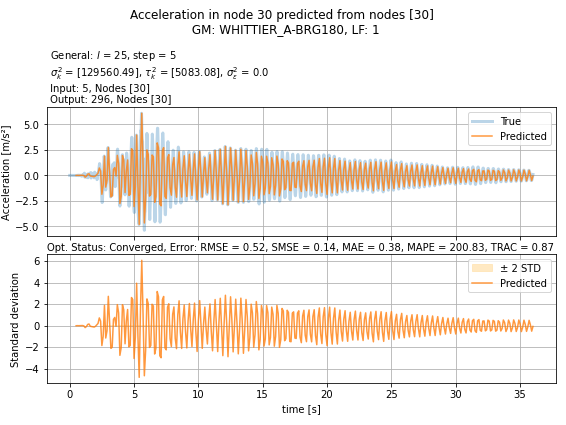 Acceleration in node 30 predicted from nodes [30]
GM: WHITTIER_A-BRG180, LF: 1
General: l = 25, step = 5
σ²ₖ = [129560.49], τ²ₖ = [5083.08], σ²ε = 0.0
Input: 5, Nodes [30]
Output: 296, Nodes [30]
Acceleration [m/s²]
5.0
2.5
0.0
−2.5
−5.0
True
Predicted
Opt. Status: Converged, Error: RMSE = 0.52, SMSE = 0.14, MAE = 0.38, MAPE = 200.83, TRAC = 0.87
Standard deviation
6
4
2
0
−2
−4
± 2 STD
Predicted
0 5 10 15 20 25 30 35
time [s]